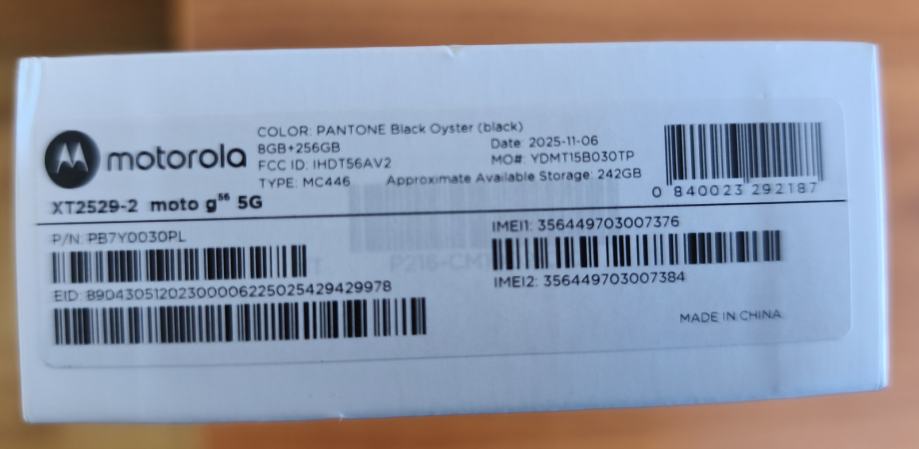 motorola
COLOR: PANTONE Black Oyster (black)
8GB+256GB
Date: 2025-11-06
FCC ID: IHDT56AV2
MO#: YDMT15B030TP
TYPE: MC446
Approximate Available Storage: 242GB
0 840023 292187
XT2529-2 moto g56 5G
P/N: PB7Y0030PL
IMEI1: 356449703007376
EID: 89043051202300006225025429429978
IMEI2: 356449703007384
MADE IN CHINA